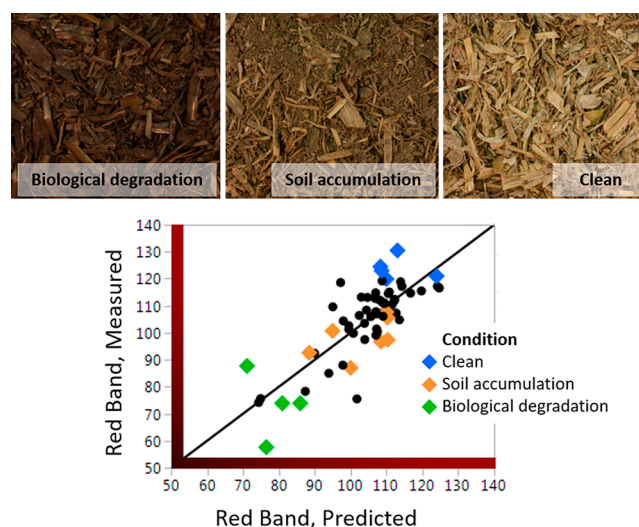 Biological degradation
Soil accumulation
Clean
140
130
120
110
100
90
80
70
60
50
Red Band, Measured
Condition
Clean
Soil accumulation
Biological degradation
50 60 70 80 90 100 110 120 130 140
Red Band, Predicted